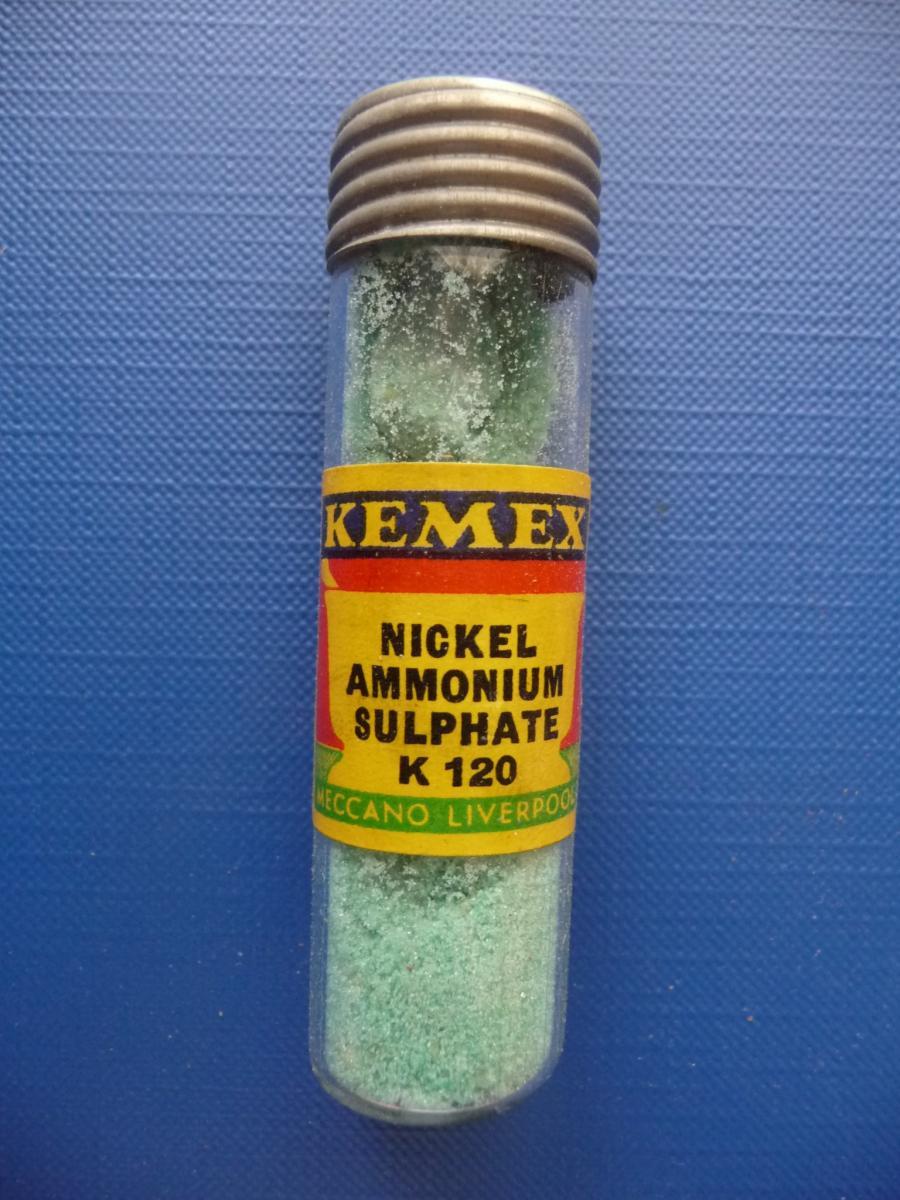 KEMEX
NICKEL
AMMONIUM
SULPHATE
K 120
MECCANO LIVERPOOL